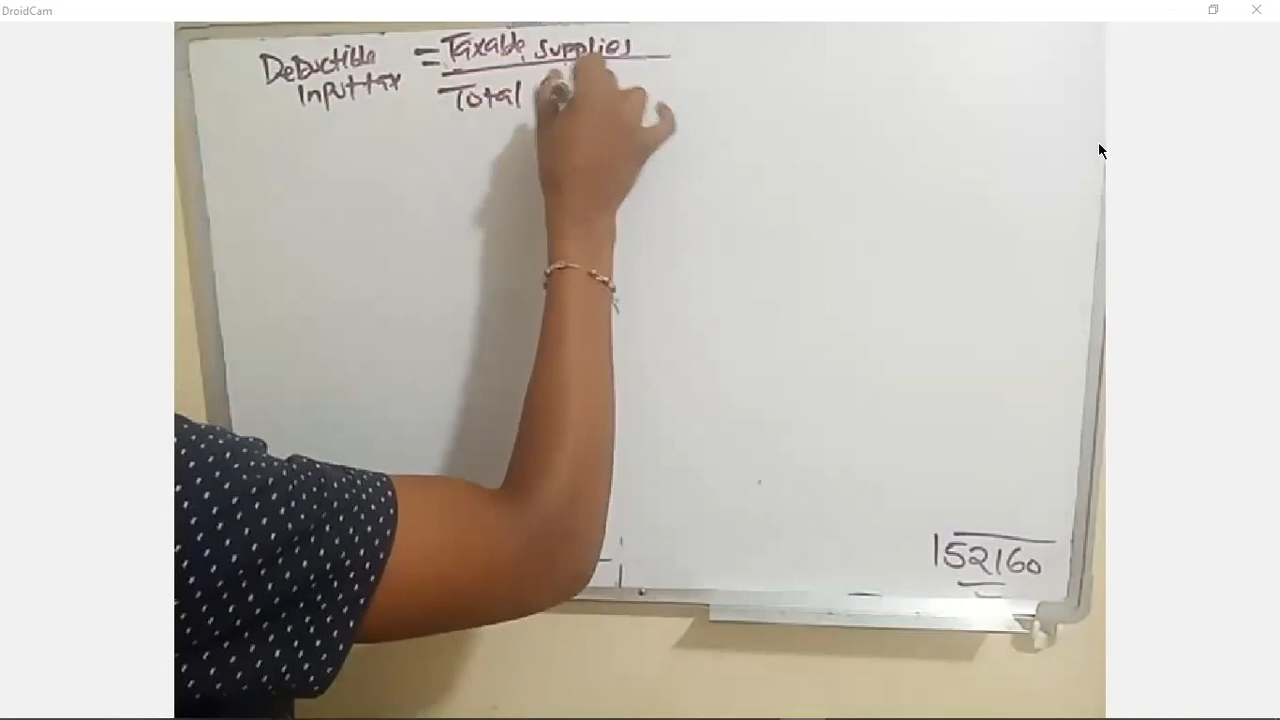 DroidCam
Deductible = Taxable supplies
Input tax Total
152160